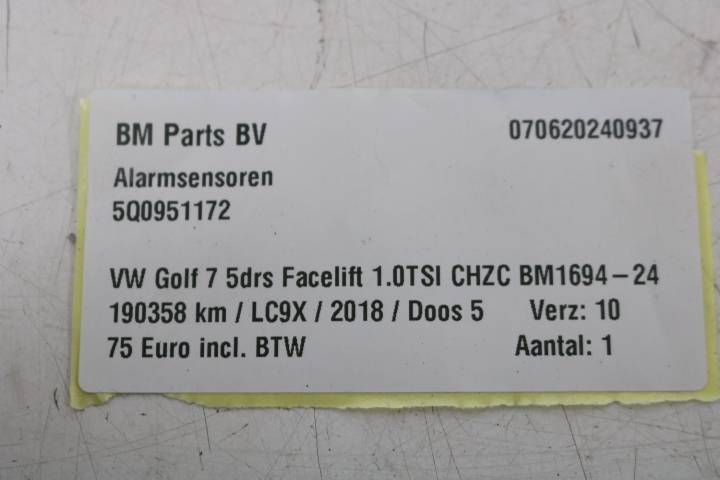 BM Parts BV 070620240937
Alarmsensoren
5Q0951172
VW Golf 7 5drs Facelift 1.0TSI CHZC BM1694-24
190358 km / LC9X / 2018 / Doos 5 Verz: 10
75 Euro incl. BTW Aantal: 1